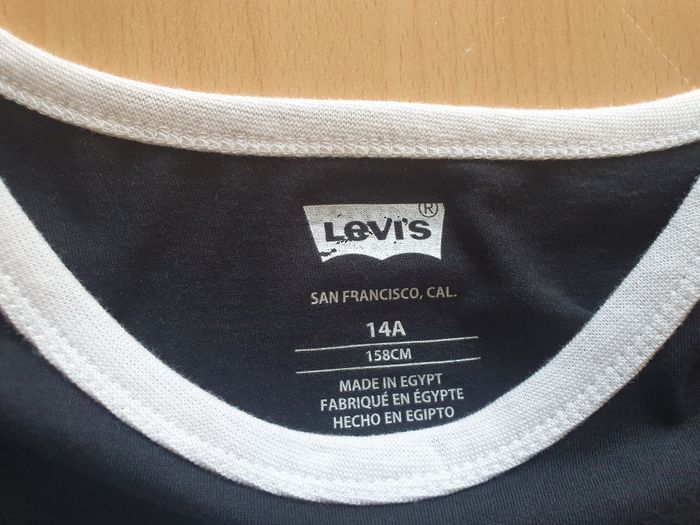 LEVI'S®
SAN FRANCISCO, CAL.
14A
158CM
MADE IN EGYPT
FABRIQUÉ EN ÉGYPTE
HECHO EN EGIPTO